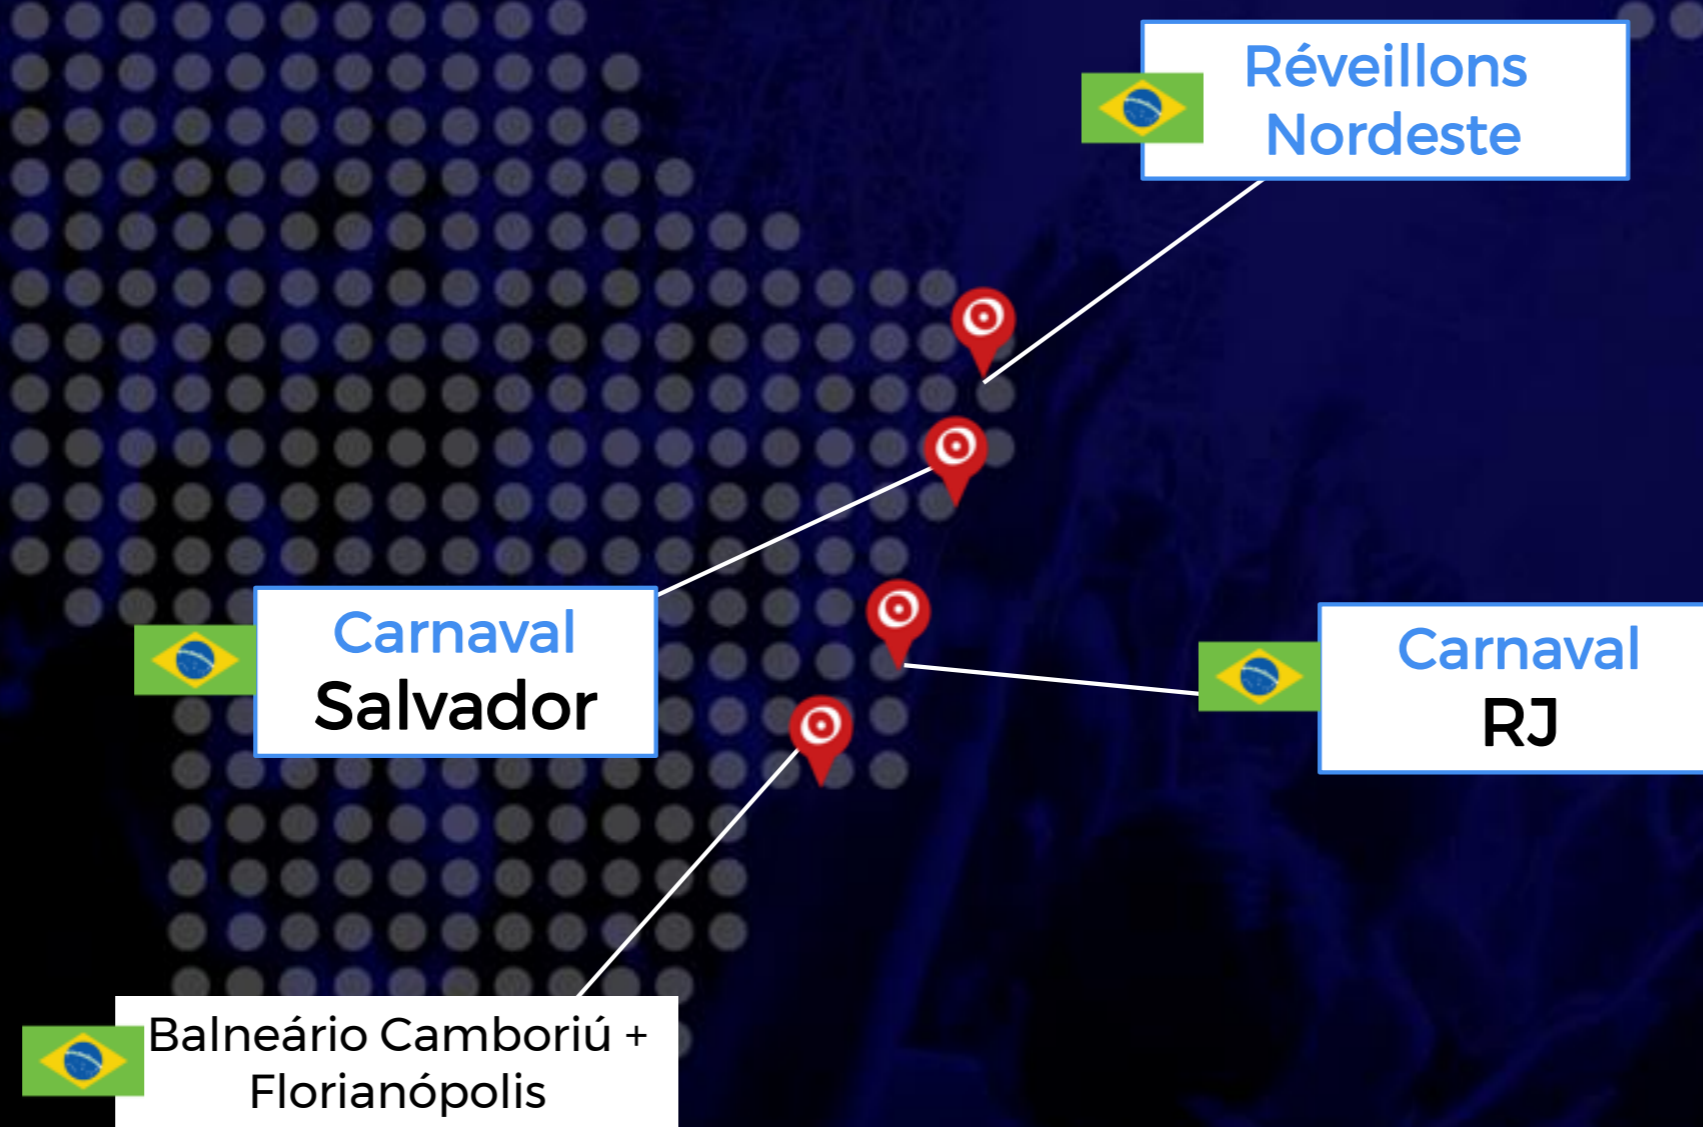 Réveillons
Nordeste
Carnaval
Salvador
Carnaval
RJ
Balneário Camboriú +
Florianópolis